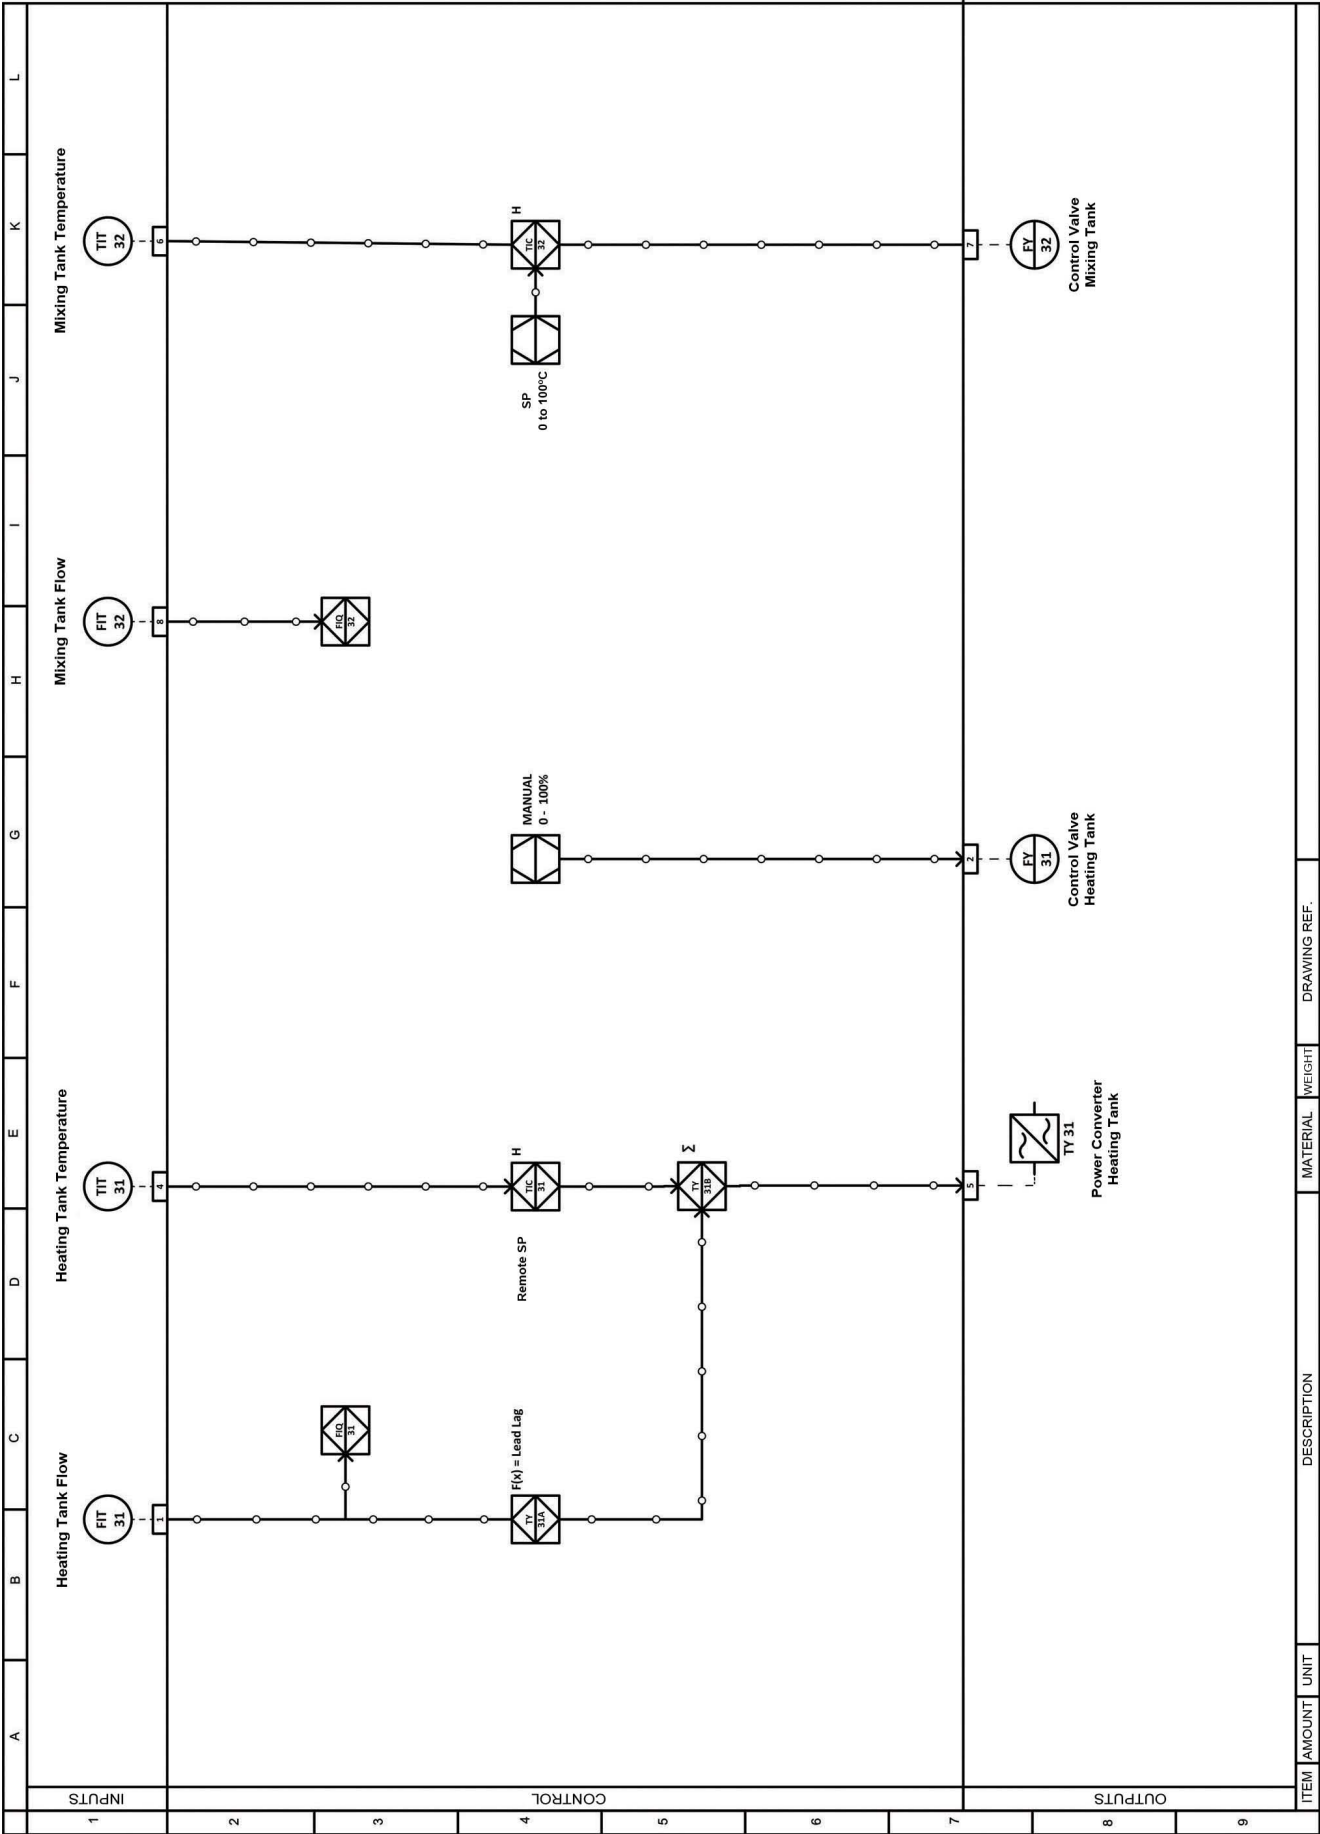 A
B
C
D
E
F
G
H
I
J
K
L
INPUTS
CONTROL
OUTPUTS
1
2
3
4
5
6
7
8
9
Heating Tank Flow
FIT
31
1
FIQ
31
F(x) = Lead Lag
TY
31A
Heating Tank Temperature
TIT
31
4
Remote SP
TIC
31
H
TY
31B
Σ
5
TY 31
Power Converter
Heating Tank
MANUAL
0 - 100%
2
FY
31
Control Valve
Heating Tank
Mixing Tank Flow
FIT
32
8
FIQ
32
Mixing Tank Temperature
TIT
32
6
SP
0 to 100ºC
TIC
32
H
7
FY
32
Control Valve
Mixing Tank
ITEM
AMOUNT
UNIT
DESCRIPTION
MATERIAL
WEIGHT
DRAWING REF.